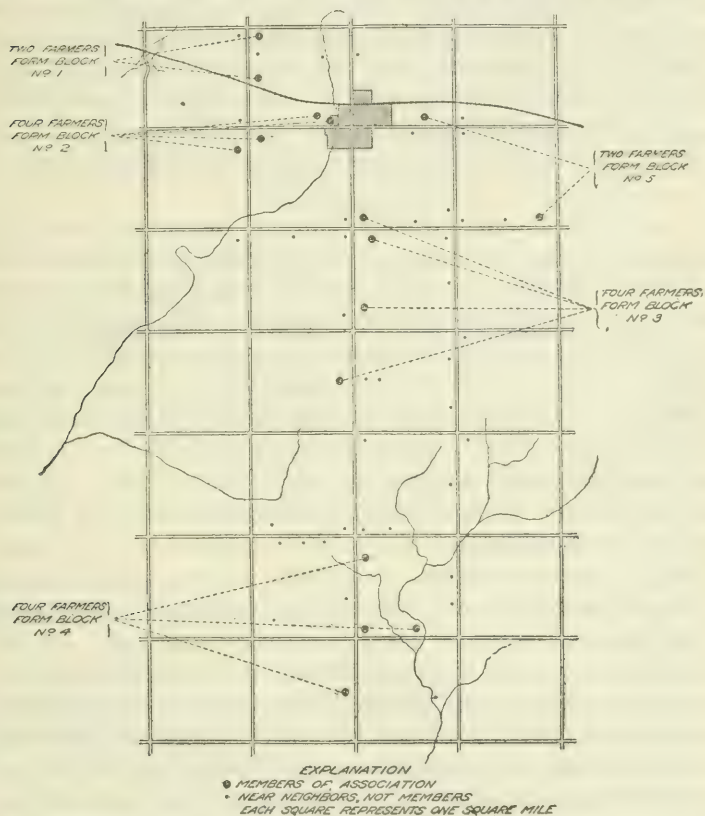 TWO FARMERS
FORM BLOCK
Nº 1
FOUR FARMERS
FORM BLOCK
Nº 2
TWO FARMERS
FORM BLOCK
Nº 5
FOUR FARMERS
FORM BLOCK
Nº 3
FOUR FARMERS
FORM BLOCK
Nº 4
EXPLANATION
MEMBERS OF ASSOCIATION
NEAR NEIGHBORS, NOT MEMBERS
EACH SQUARE REPRESENTS ONE SQUARE MILE